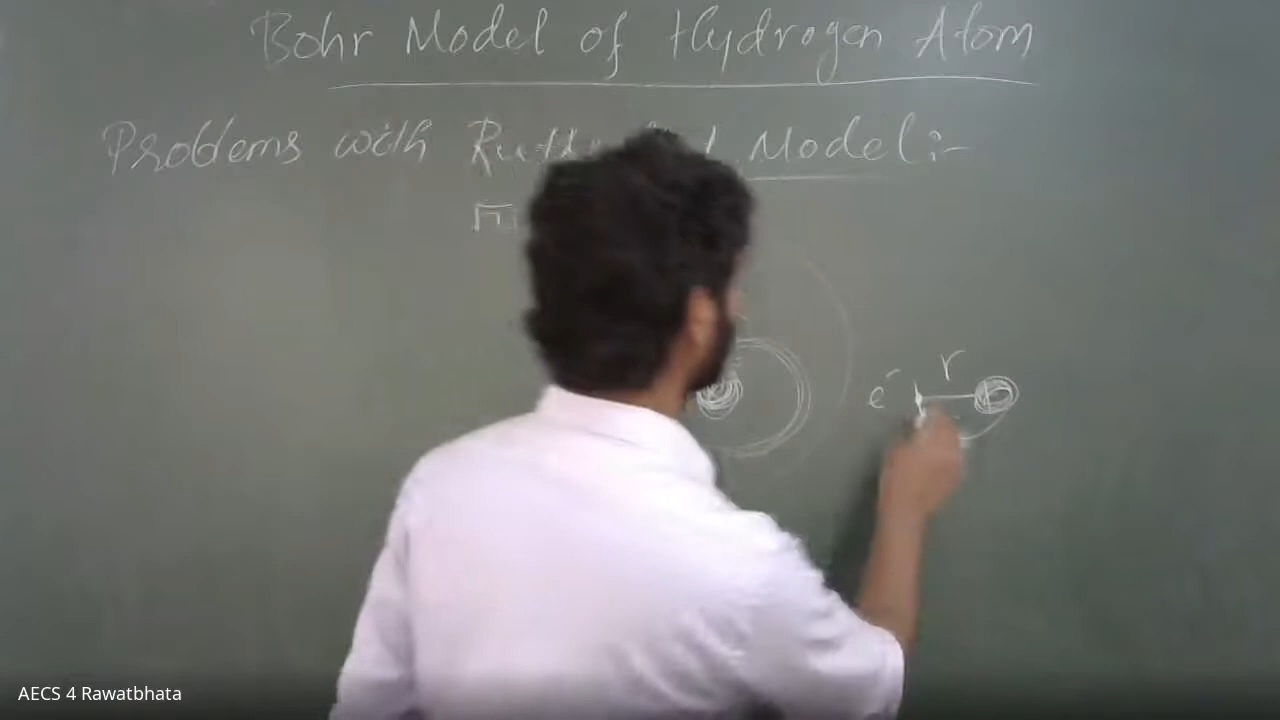 Bohr Model of Hydrogen Atom
Problems with Model :-
r
e-
AECS 4 Rawatbhata